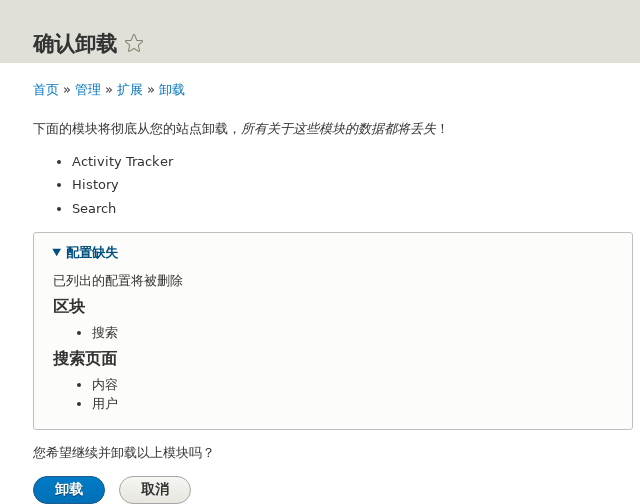 确认卸载
首页 » 管理 » 扩展 » 卸载
下面的模块将彻底从您的站点卸载，所有关于这些模块的数据都将丢失！
Activity Tracker
History
Search
配置缺失
已列出的配置将被删除
区块
搜索
搜索页面
内容
用户
您希望继续并卸载以上模块吗？
卸载 取消